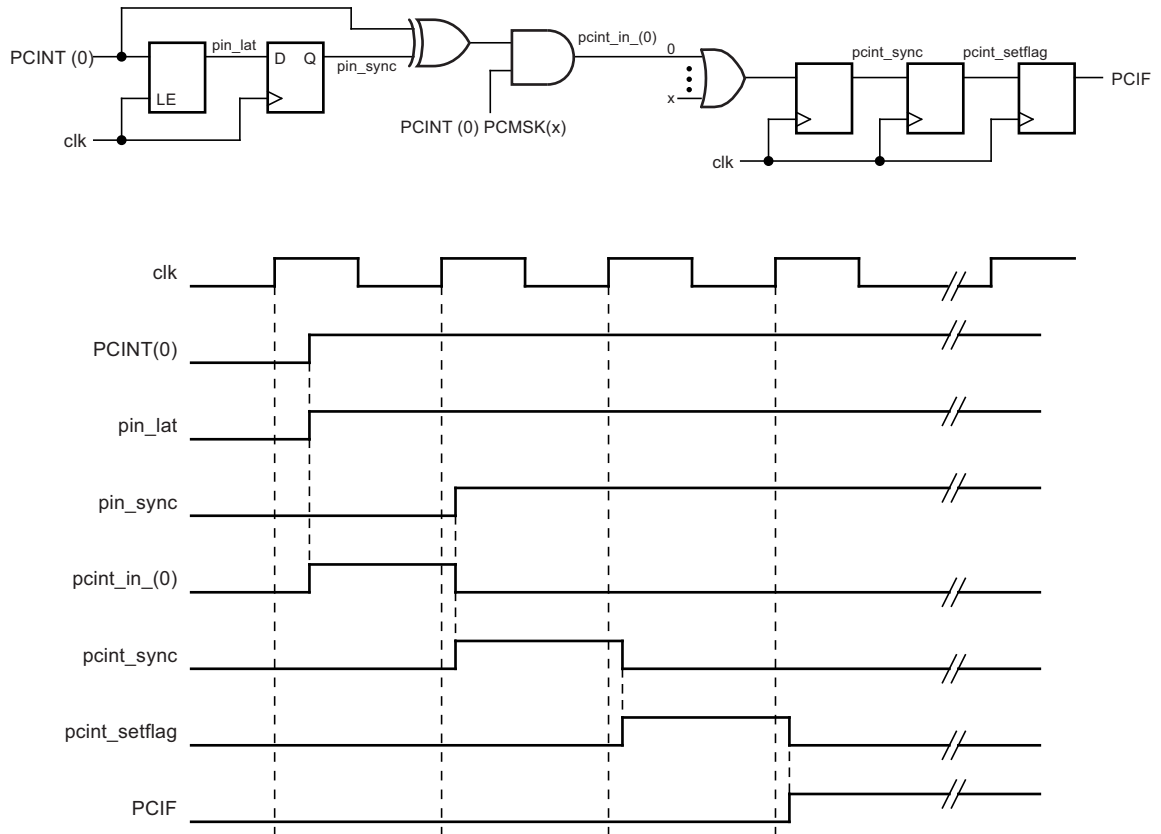 PCINT (0)
pin_lat
LE
D Q
pin_sync
clk
PCINT (0) PCMSK(x)
pcint_in_(0)
0
x
pcint_sync
pcint_setflag
PCIF
clk
clk
PCINT(0)
pin_lat
pin_sync
pcint_in_(0)
pcint_sync
pcint_setflag
PCIF